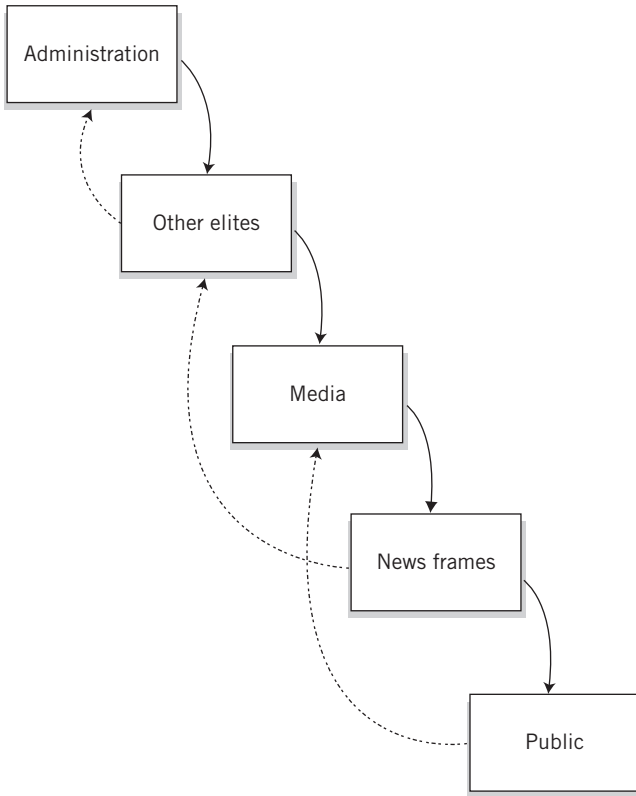 Administration
Other elites
Media
News frames
Public